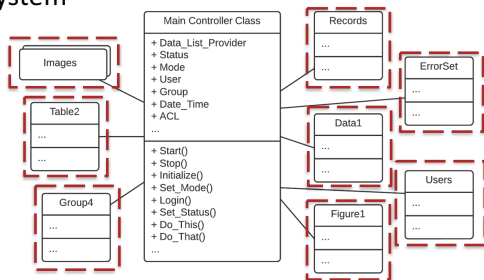 Main Controller Class
+ Data_List_Provider
+ Status
+ Mode
+ User
+ Group
+ Date_Time
+ ACL
...
+ Start()
+ Stop()
+ Initialize()
+ Set_Mode()
+ Login()
+ Set_Status()
+ Do_This()
+ Do_That()
...
Images
Table2
...
...
Group4
...
...
Records
...
...
ErrorSet
...
...
Data1
...
...
Users
...
...
Figure1
...
...